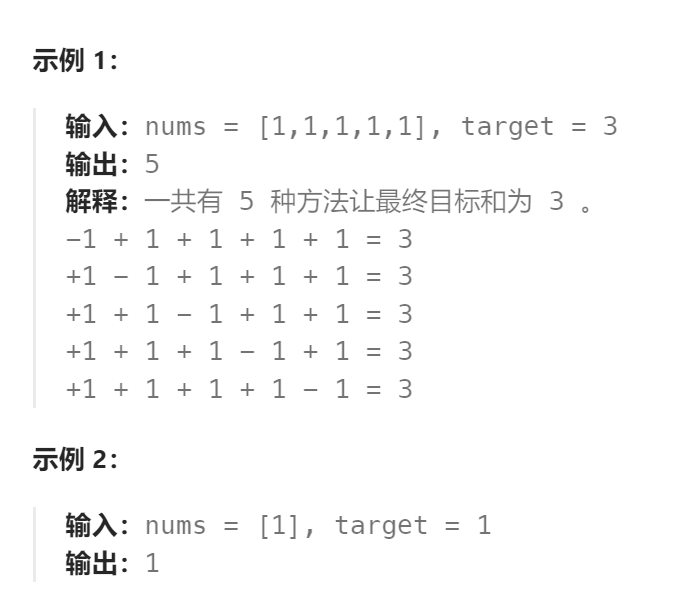 示例 1：
输入：nums = [1,1,1,1,1], target = 3
输出：5
解释：一共有 5 种方法让最终目标和为 3 。
-1 + 1 + 1 + 1 + 1 = 3
+1 - 1 + 1 + 1 + 1 = 3
+1 + 1 - 1 + 1 + 1 = 3
+1 + 1 + 1 - 1 + 1 = 3
+1 + 1 + 1 + 1 - 1 = 3
示例 2：
输入：nums = [1], target = 1
输出：1